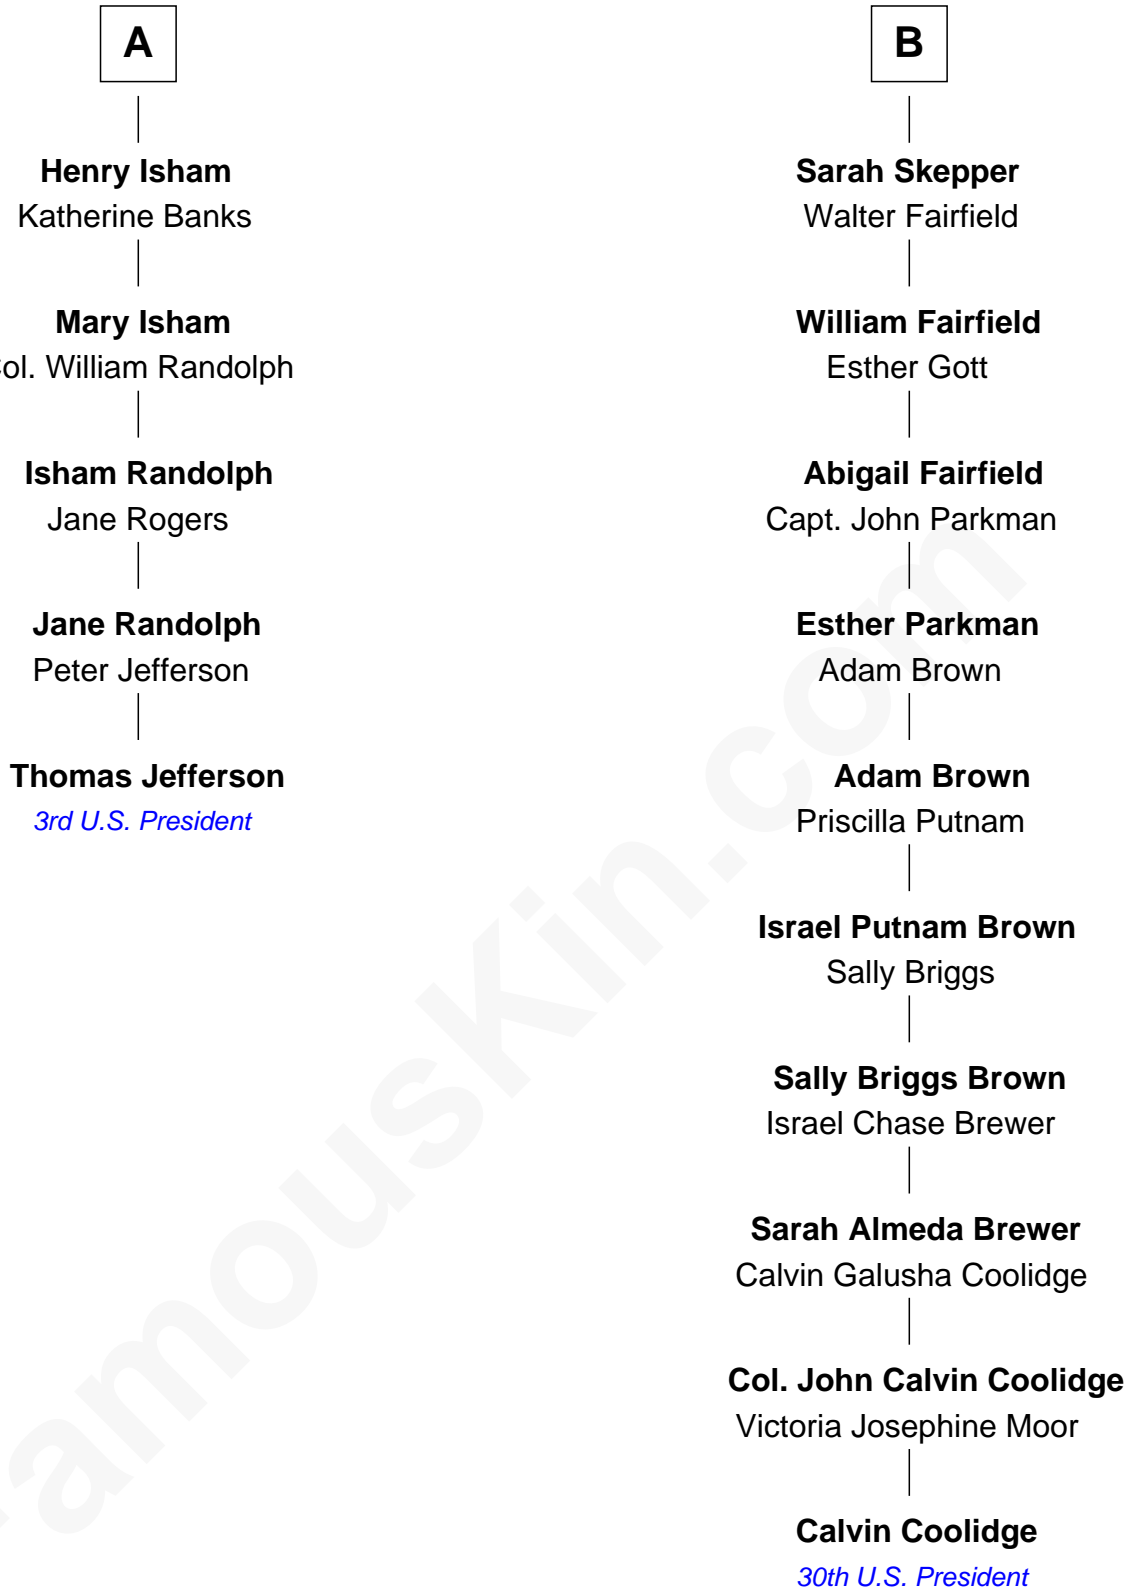 A
Henry Isham
Katherine Banks
Mary Isham
William Randolph
Isham Randolph
Jane Rogers
Jane Randolph
Peter Jefferson
Thomas Jefferson
3rd U.S. President
B
Sarah Skepper
Walter Fairfield
William Fairfield
Esther Gott
Abigail Fairfield
Capt. John Parkman
Esther Parkman
Adam Brown
Adam Brown
Priscilla Putnam
Israel Putnam Brown
Sally Briggs
Sally Briggs Brown
Israel Chase Brewer
Sarah Almeda Brewer
Calvin Galusha Coolidge
Col. John Calvin Coolidge
Victoria Josephine Moor
Calvin Coolidge
30th U.S. President
amousKin.com